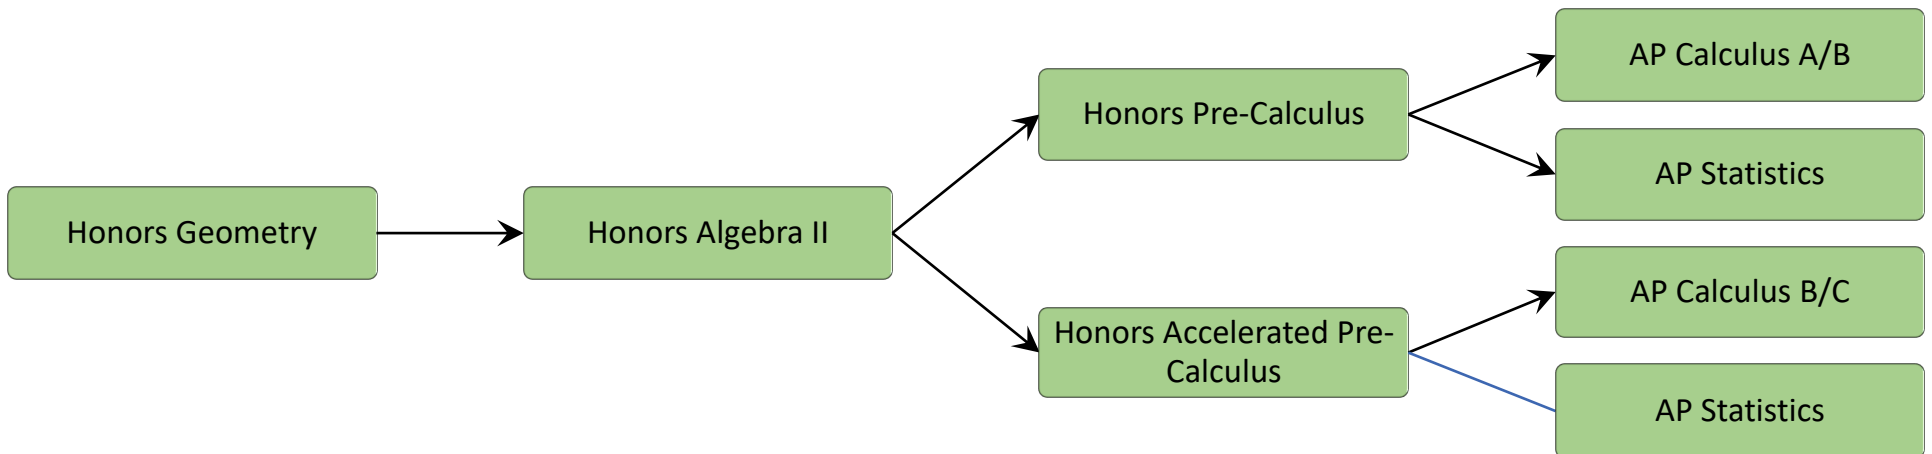 Honors Geometry
Honors Algebra II
Honors Pre-Calculus
AP Calculus A/B
AP Statistics
Honors Accelerated Pre-
Calculus
AP Calculus B/C
AP Statistics